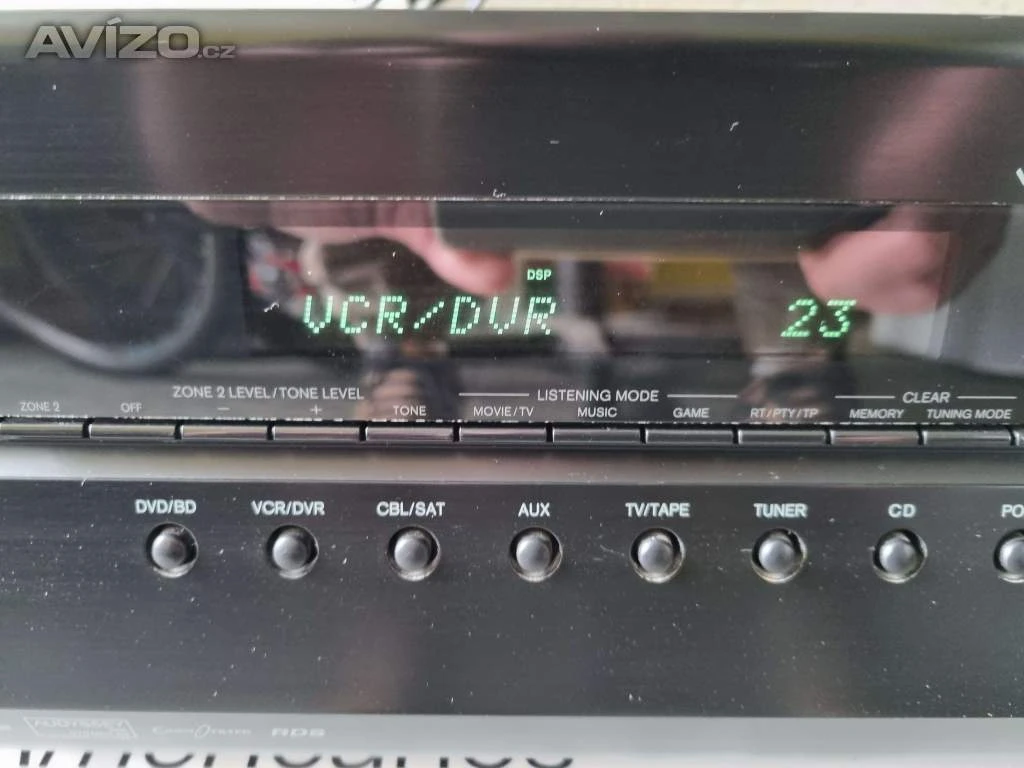 AVÍZO.cz
DSP
VCR/DVR 23
ZONE 2 LEVEL/TONE LEVEL LISTENING MODE CLEAR
ZONE 2 OFF − + TONE MOVIE/TV MUSIC GAME RT/PTY/TP MEMORY TUNING MODE
DVD/BD VCR/DVR CBL/SAT AUX TV/TAPE TUNER CD PO
AUDYSSEY RDS